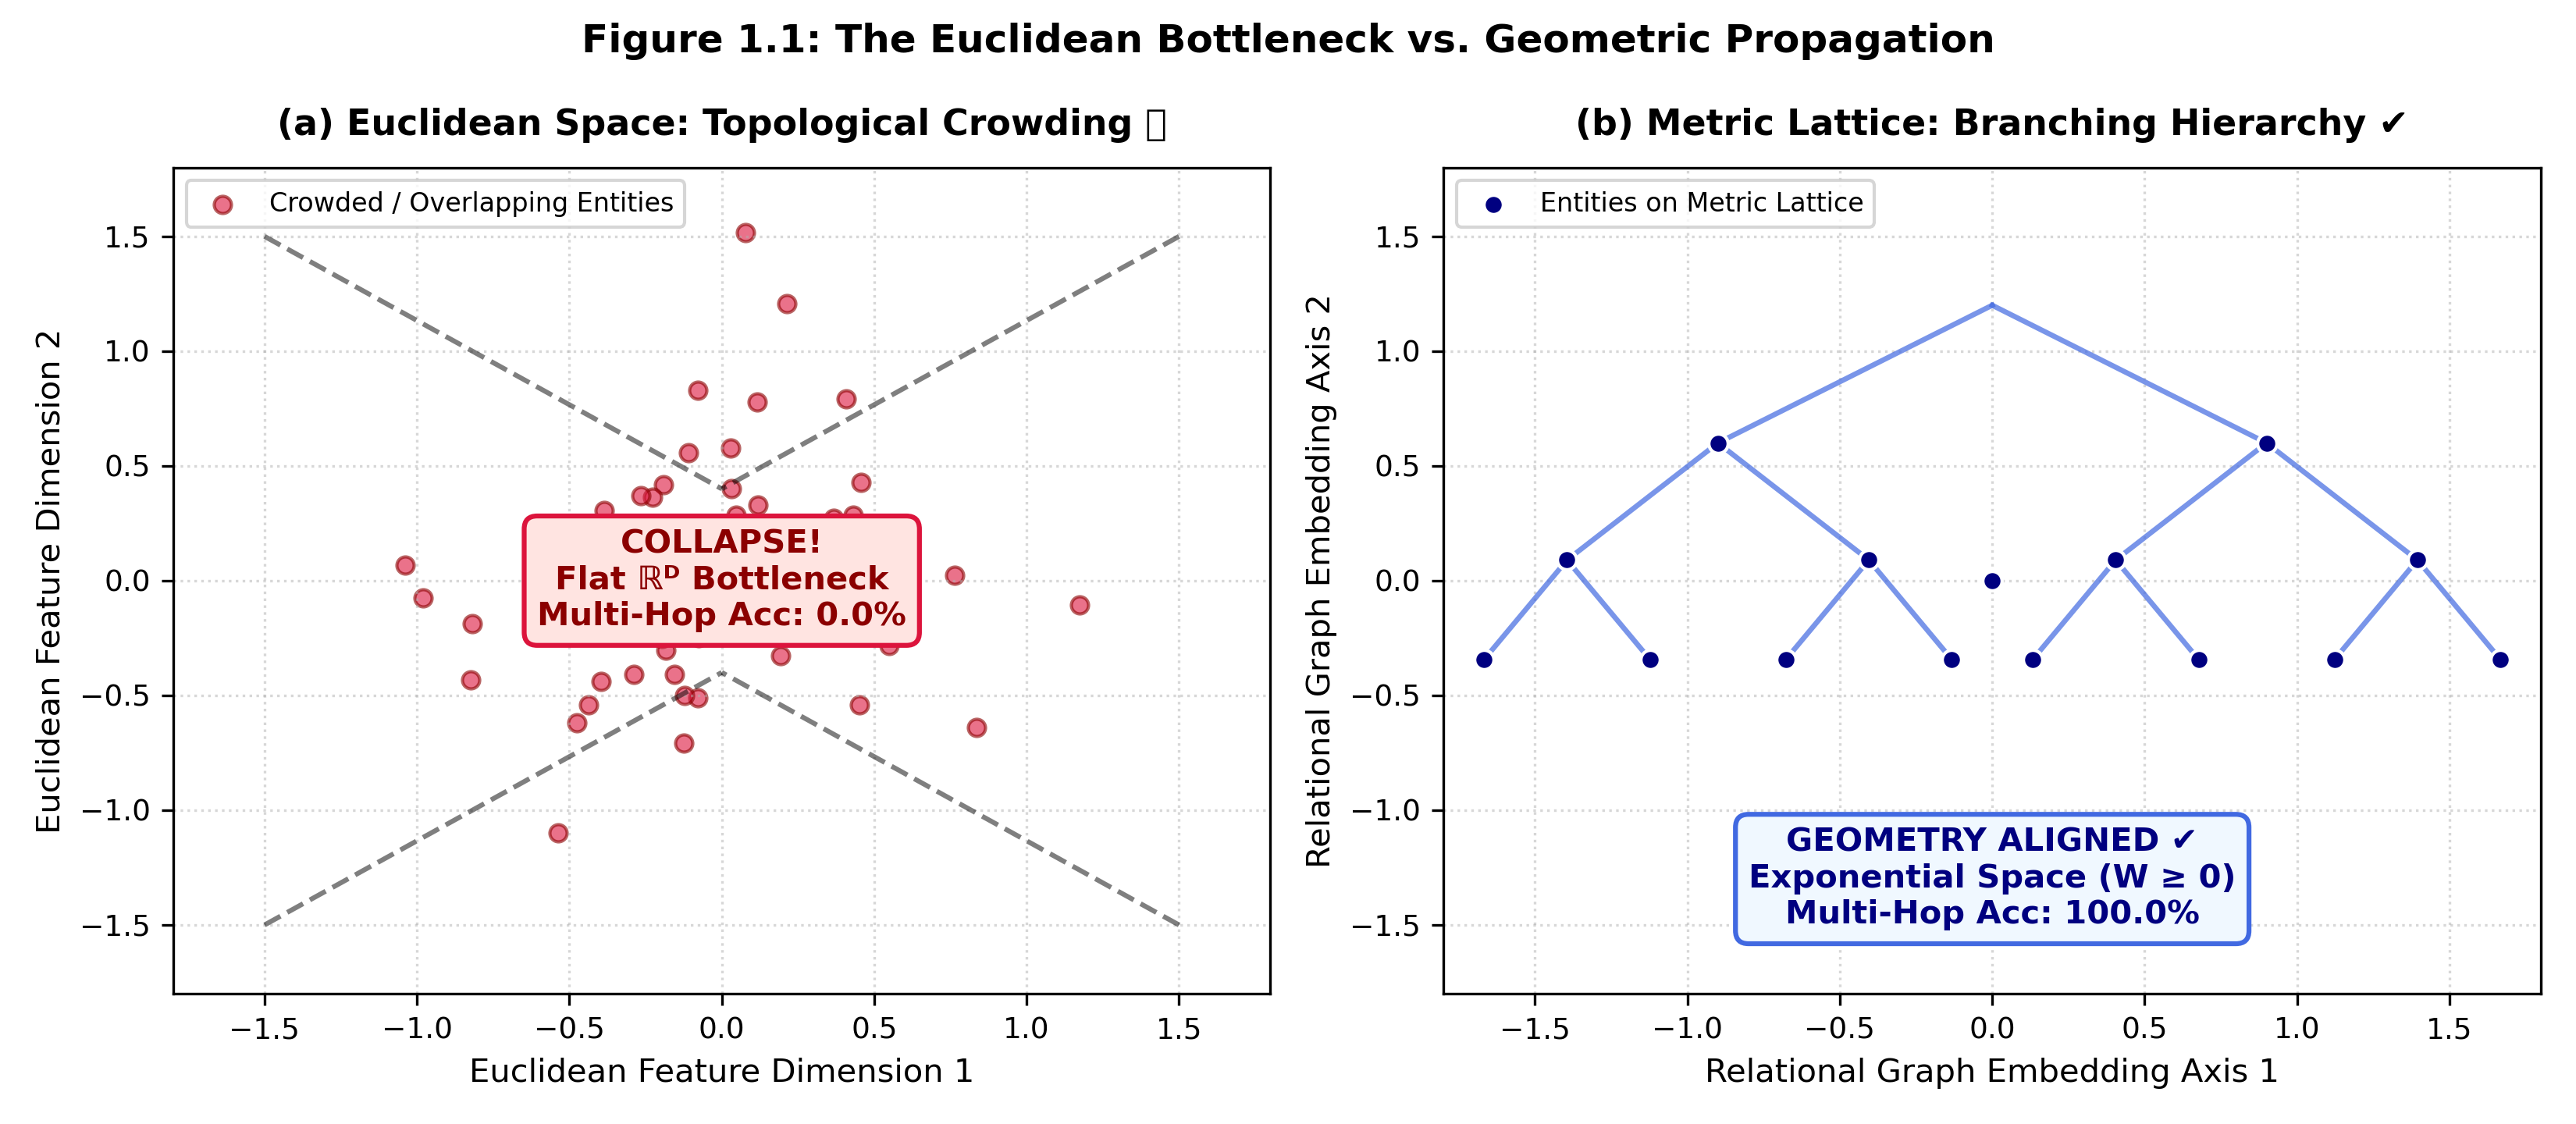 Figure 1.1: The Euclidean Bottleneck vs. Geometric Propagation
(a) Euclidean Space: Topological Crowding ▯
Crowded / Overlapping Entities
1.5
1.0
0.5
0.0
−0.5
−1.0
−1.5
Euclidean Feature Dimension 2
COLLAPSE!
Flat ℝᴰ Bottleneck
Multi-Hop Acc: 0.0%
−1.5 −1.0 −0.5 0.0 0.5 1.0 1.5
Euclidean Feature Dimension 1
(b) Metric Lattice: Branching Hierarchy ✔
Entities on Metric Lattice
1.5
1.0
0.5
0.0
−0.5
−1.0
−1.5
Relational Graph Embedding Axis 2
GEOMETRY ALIGNED ✔
Exponential Space (W ≥ 0)
Multi-Hop Acc: 100.0%
−1.5 −1.0 −0.5 0.0 0.5 1.0 1.5
Relational Graph Embedding Axis 1